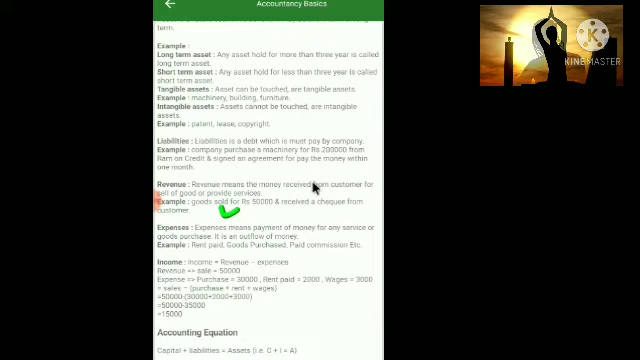 Accountancy Basics
term.
Example :
Long term asset : Any asset hold for more than three year is called
long term asset.
Short term asset : Any asset hold for less than three year is called
short term asset.
Tangible assets : Asset can be touched, are tangible assets.
Example : machinery, building, furniture.
Intangible assets : Assets cannot be touched, are intangible
assets.
Example : patent, lease, copyright.
Liabilities : Liabilities is a debt which is must pay by company.
Example : company purchase a machinery for Rs 200000 from
Ram on Credit & signed an agreement for pay the money within
one month.
Revenue : Revenue means the money received from customer for
sell of good or provide services.
Example : goods sold for Rs 50000 & received a chequee from
customer.
Expenses : Expenses means payment of money for any service or
goods purchase. It is an outflow of money.
Example : Rent paid, Goods Purchased, Paid commission Etc.
Income : Income = Revenue − expenses
Revenue => sale = 50000
Expense => Purchase = 30000 , Rent paid = 2000 , Wages = 3000
= sales − (purchase + rent + wages)
=50000-(30000+2000+3000)
=50000-35000
=15000
Accounting Equation
Capital + liabilities = Assets (i.e. C + l = A)
KINEMASTER